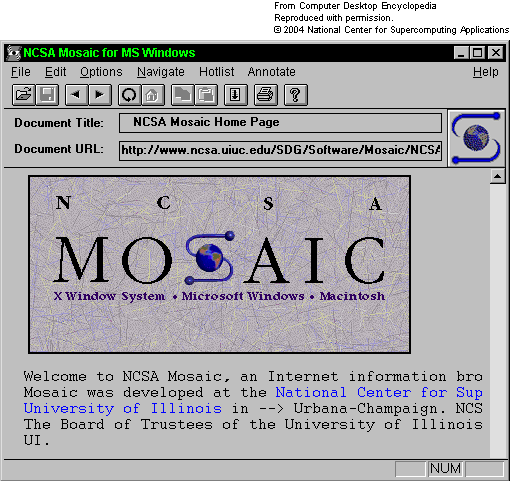 From Computer Desktop Encyclopedia
Reproduced with permission.
© 2004 National Center for Supercomputing Applications
NCSA Mosaic for MS Windows
File Edit Options Navigate Hotlist Annotate Help
Document Title: NCSA Mosaic Home Page
Document URL: http://www.ncsa.uiuc.edu/SDG/Software/Mosaic/NCSA
N C S A
MOSAIC
X Window System • Microsoft Windows • Macintosh
Welcome to NCSA Mosaic, an Internet information bro
Mosaic was developed at the National Center for Sup
University of Illinois in --> Urbana-Champaign. NCS
The Board of Trustees of the University of Illinois
UI.
NUM